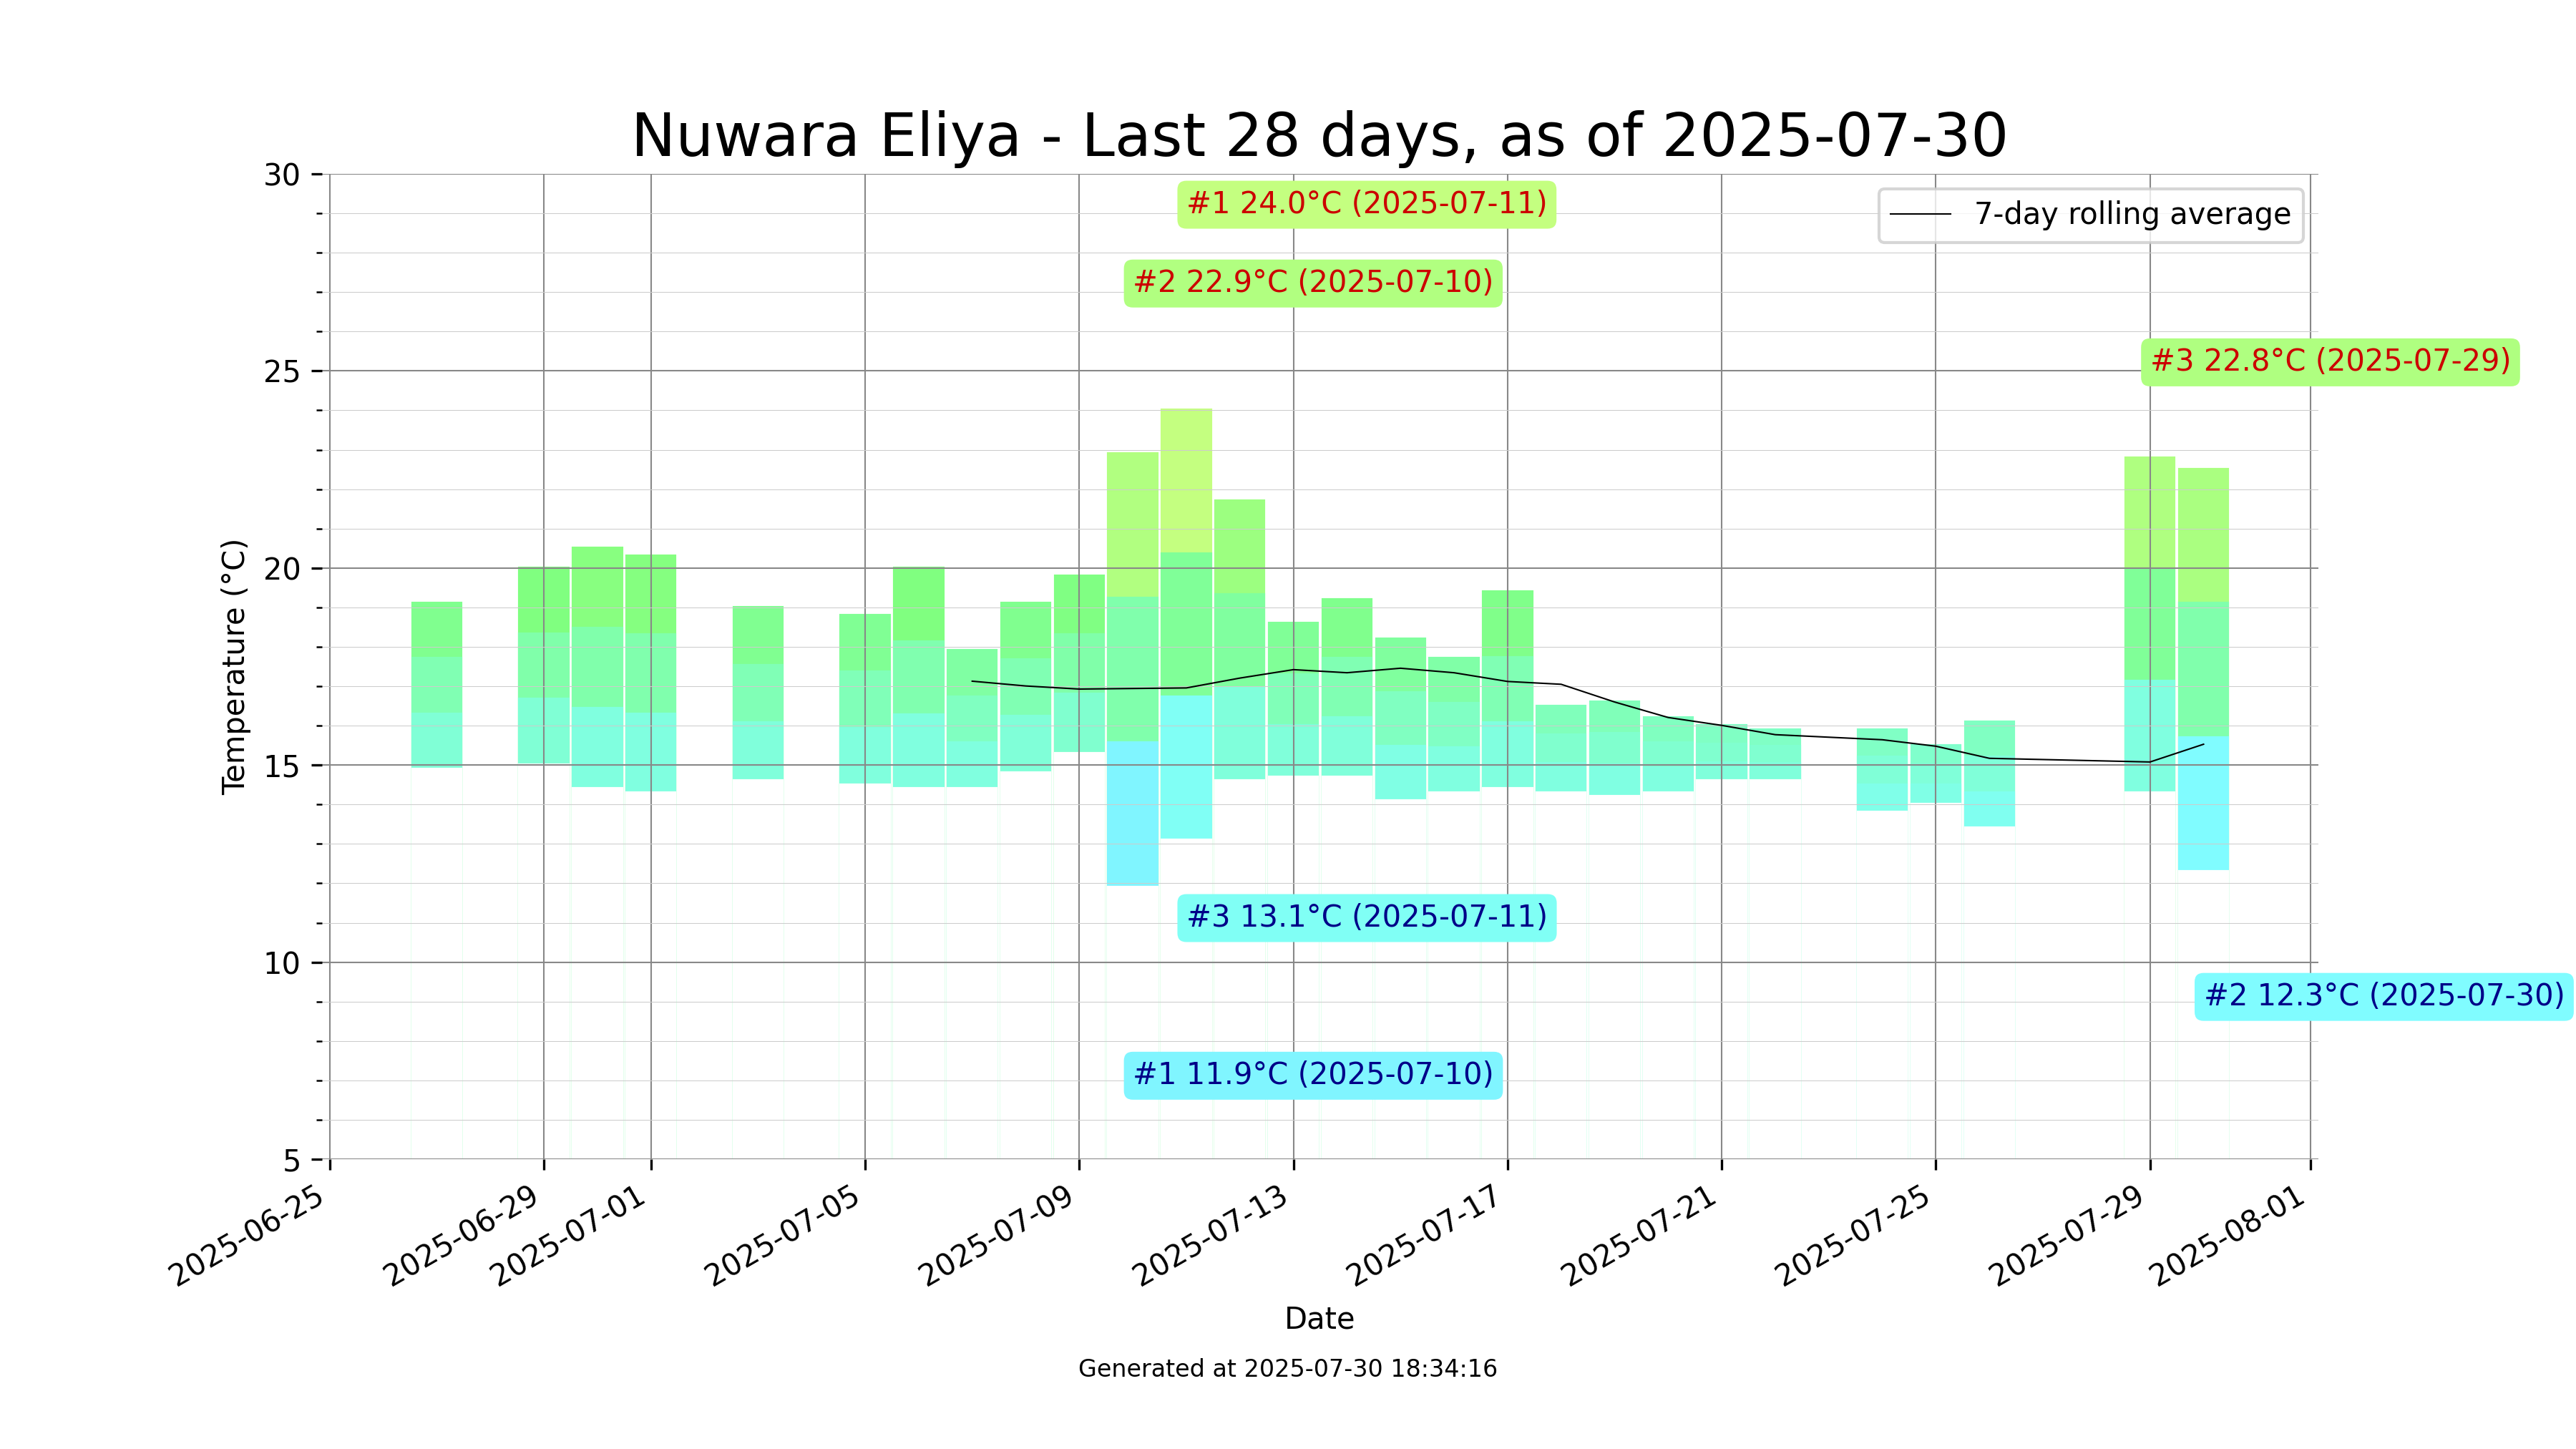 Nuwara Eliya - Last 28 days, as of 2025-07-30
30
25
20
15
10
5
Temperature (°C)
#1 24.0°C (2025-07-11)
7-day rolling average
#2 22.9°C (2025-07-10)
#3 22.8°C (2025-07-29)
#3 13.1°C (2025-07-11)
#2 12.3°C (2025-07-30)
#1 11.9°C (2025-07-10)
2025-06-25
2025-06-29
2025-07-01
2025-07-05
2025-07-09
2025-07-13
2025-07-17
2025-07-21
2025-07-25
2025-07-29
2025-08-01
Date
Generated at 2025-07-30 18:34:16